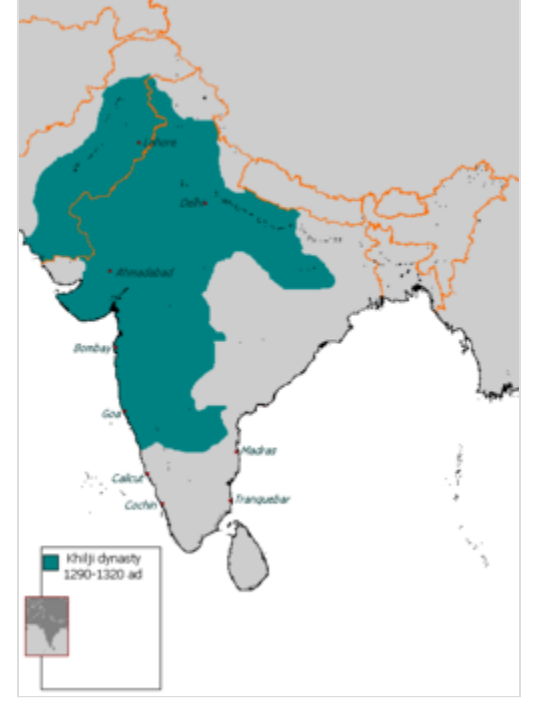 Lahore
Delhi
Ahmadabad
Bombay
Goa
Madras
Calicut
Tranquebar
Cochin
Khilji dynasty
1290-1320 ad